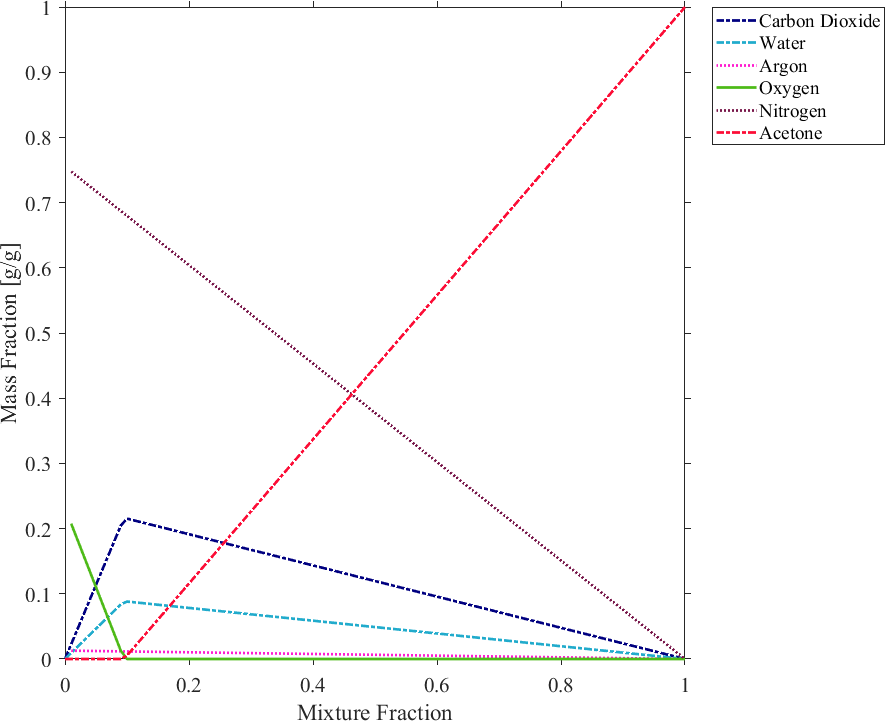 1
0.9
0.8
0.7
0.6
0.5
0.4
0.3
0.2
0.1
0
Mass Fraction [g/g]
0
0.2
0.4
0.6
0.8
1
Mixture Fraction
Carbon Dioxide
Water
Argon
Oxygen
Nitrogen
Acetone